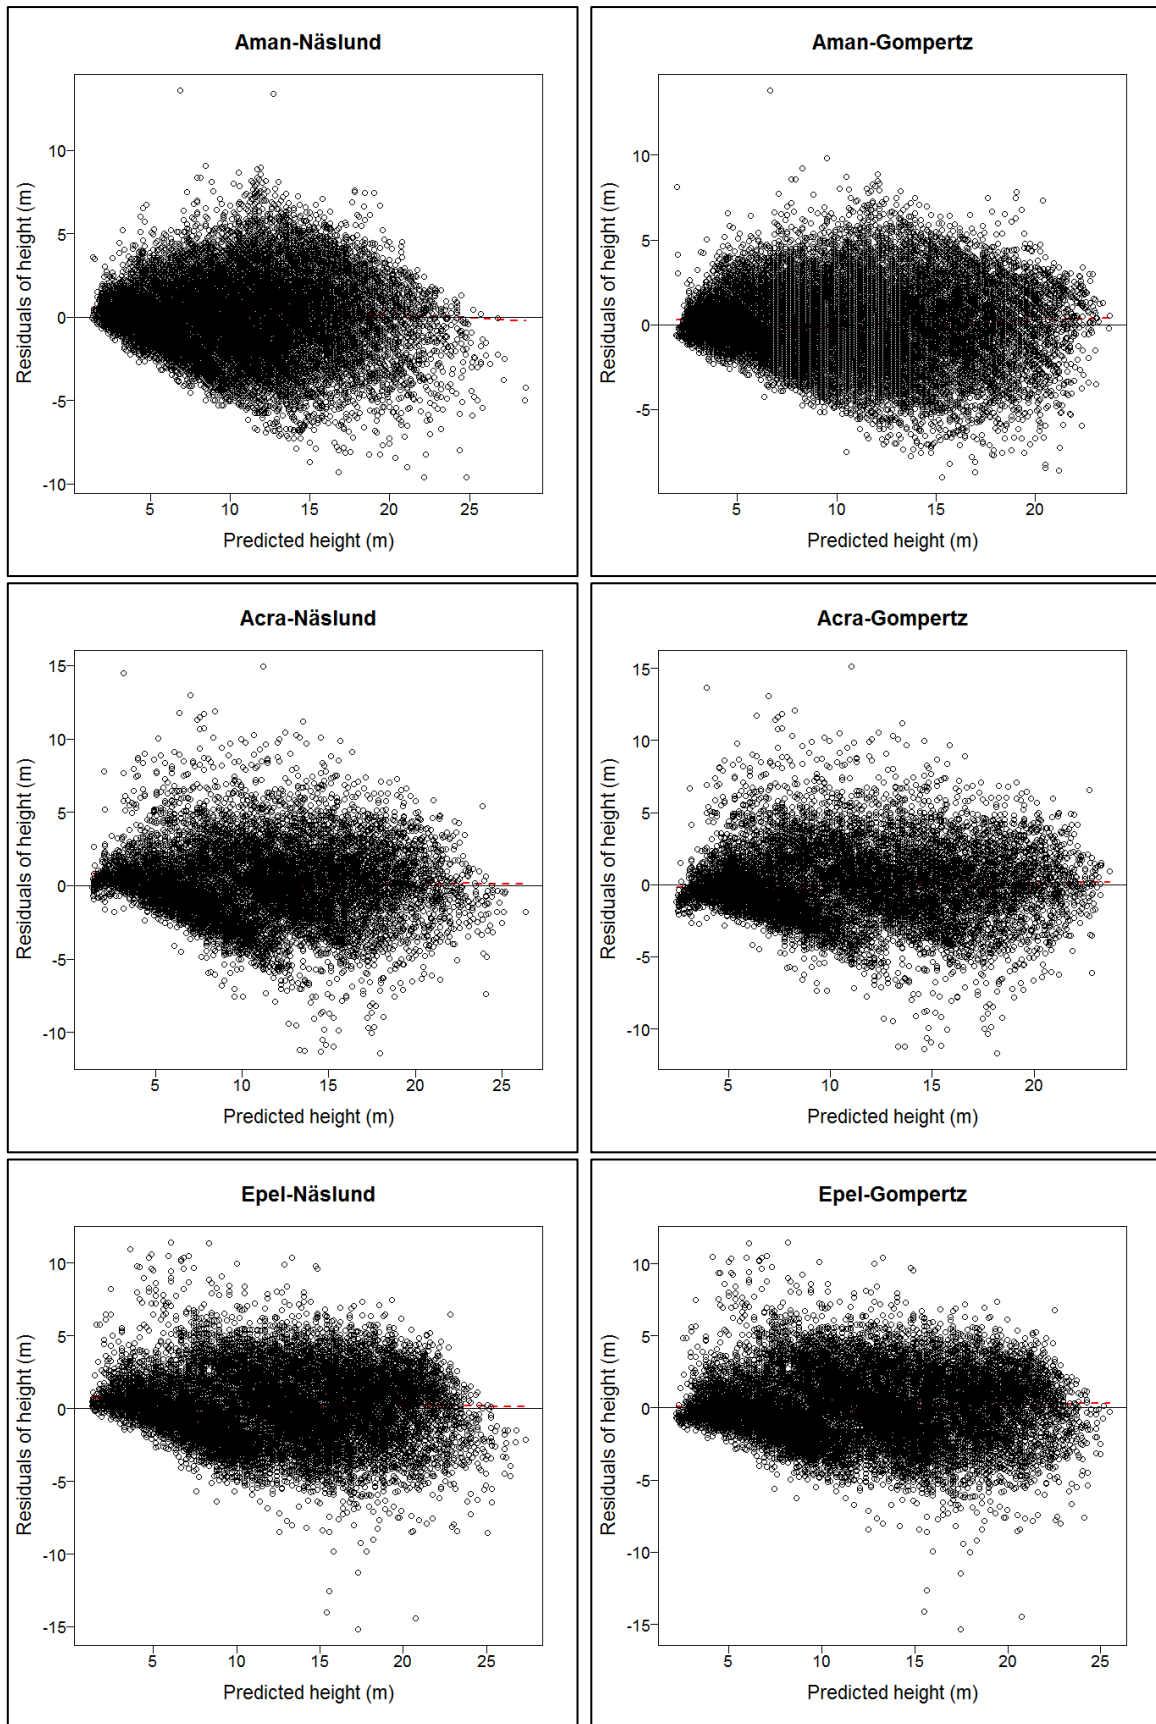 Aman-Näslund
Residuals of height (m)
10
5
0
-5
-10
5 10 15 20 25
Predicted height (m)
Aman-Gompertz
Residuals of height (m)
10
5
0
-5
5 10 15 20
Predicted height (m)
Acra-Näslund
Residuals of height (m)
15
10
5
0
-5
-10
5 10 15 20 25
Predicted height (m)
Acra-Gompertz
Residuals of height (m)
15
10
5
0
-5
-10
5 10 15 20
Predicted height (m)
Epel-Näslund
Residuals of height (m)
10
5
0
-5
-10
-15
5 10 15 20 25
Predicted height (m)
Epel-Gompertz
Residuals of height (m)
10
5
0
-5
-10
-15
5 10 15 20 25
Predicted height (m)